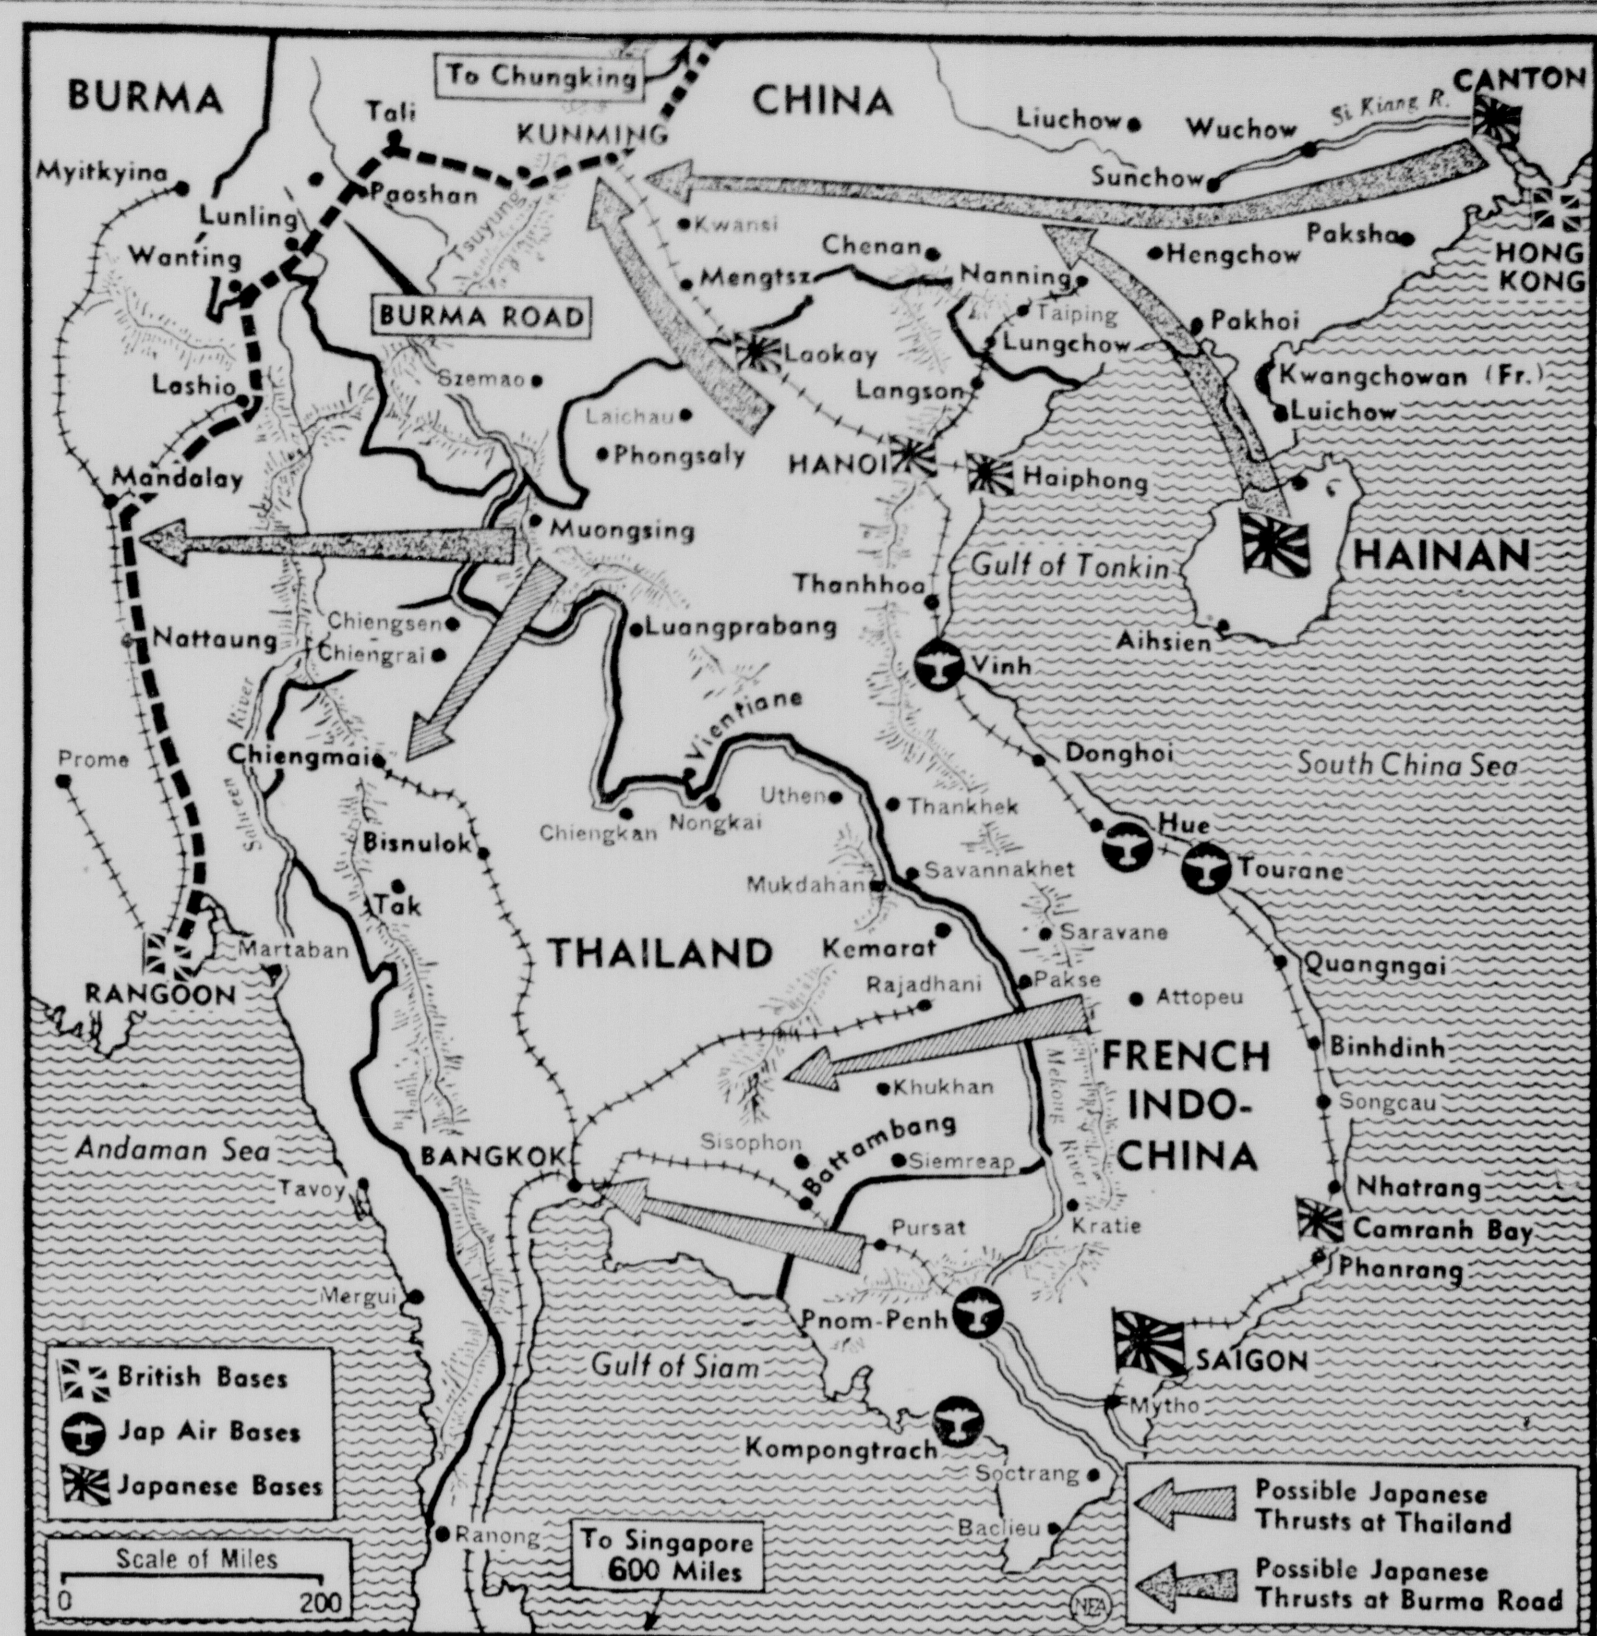 To Chungking
BURMA
CHINA
CANTON
Tali
KUNMING
Liuchow
Wuchow
Si Kiang R.
Myitkyina
Paoshan
Sunchow
Lunling
Tsuyung
Kwansi
Wanting
Chenan
Hengchow
Paksha
HONG
KONG
Mengtsz
Nanning
BURMA ROAD
Taiping
Pakhoi
Laokay
Lungchow
Lashio
Szemao
Langson
Kwangchowan (Fr.)
Laichau
Luichow
Phongsaly
HANOI
Mandalay
Haiphong
Muongsing
Gulf of Tonkin
HAINAN
Thanhhoa
Chiengsen
Luangprabang
Nattaung
Chiengrai
Aihsien
Vinh
River
Salween
Vientiane
Chiengmai
Prome
Donghoi
South China Sea
Uthen
Thankhek
Chiengkan
Nongkai
Hue
Bisnulok
Mukdahan
Savannakhet
Tourane
Tak
Martaban
THAILAND
Kemarat
Saravane
Quangngai
RANGOON
Rajadhani
Pakse
Attopeu
Mekong River
FRENCH
INDO-
CHINA
Binhdinh
Khukhan
Songcau
Andaman Sea
BANGKOK
Sisophon
Battambang
Siemreap
Tavoy
Nhatrang
Pursat
Kratie
Camranh Bay
Phanrang
Mergui
Pnom-Penh
SAIGON
Gulf of Siam
Mytho
British Bases
Jap Air Bases
Japanese Bases
Kompongtrach
Soctrang
Baclieu
Ranong
Scale of Miles
0 200
To Singapore
600 Miles
NEA
Possible Japanese
Thrusts at Thailand
Possible Japanese
Thrusts at Burma Road